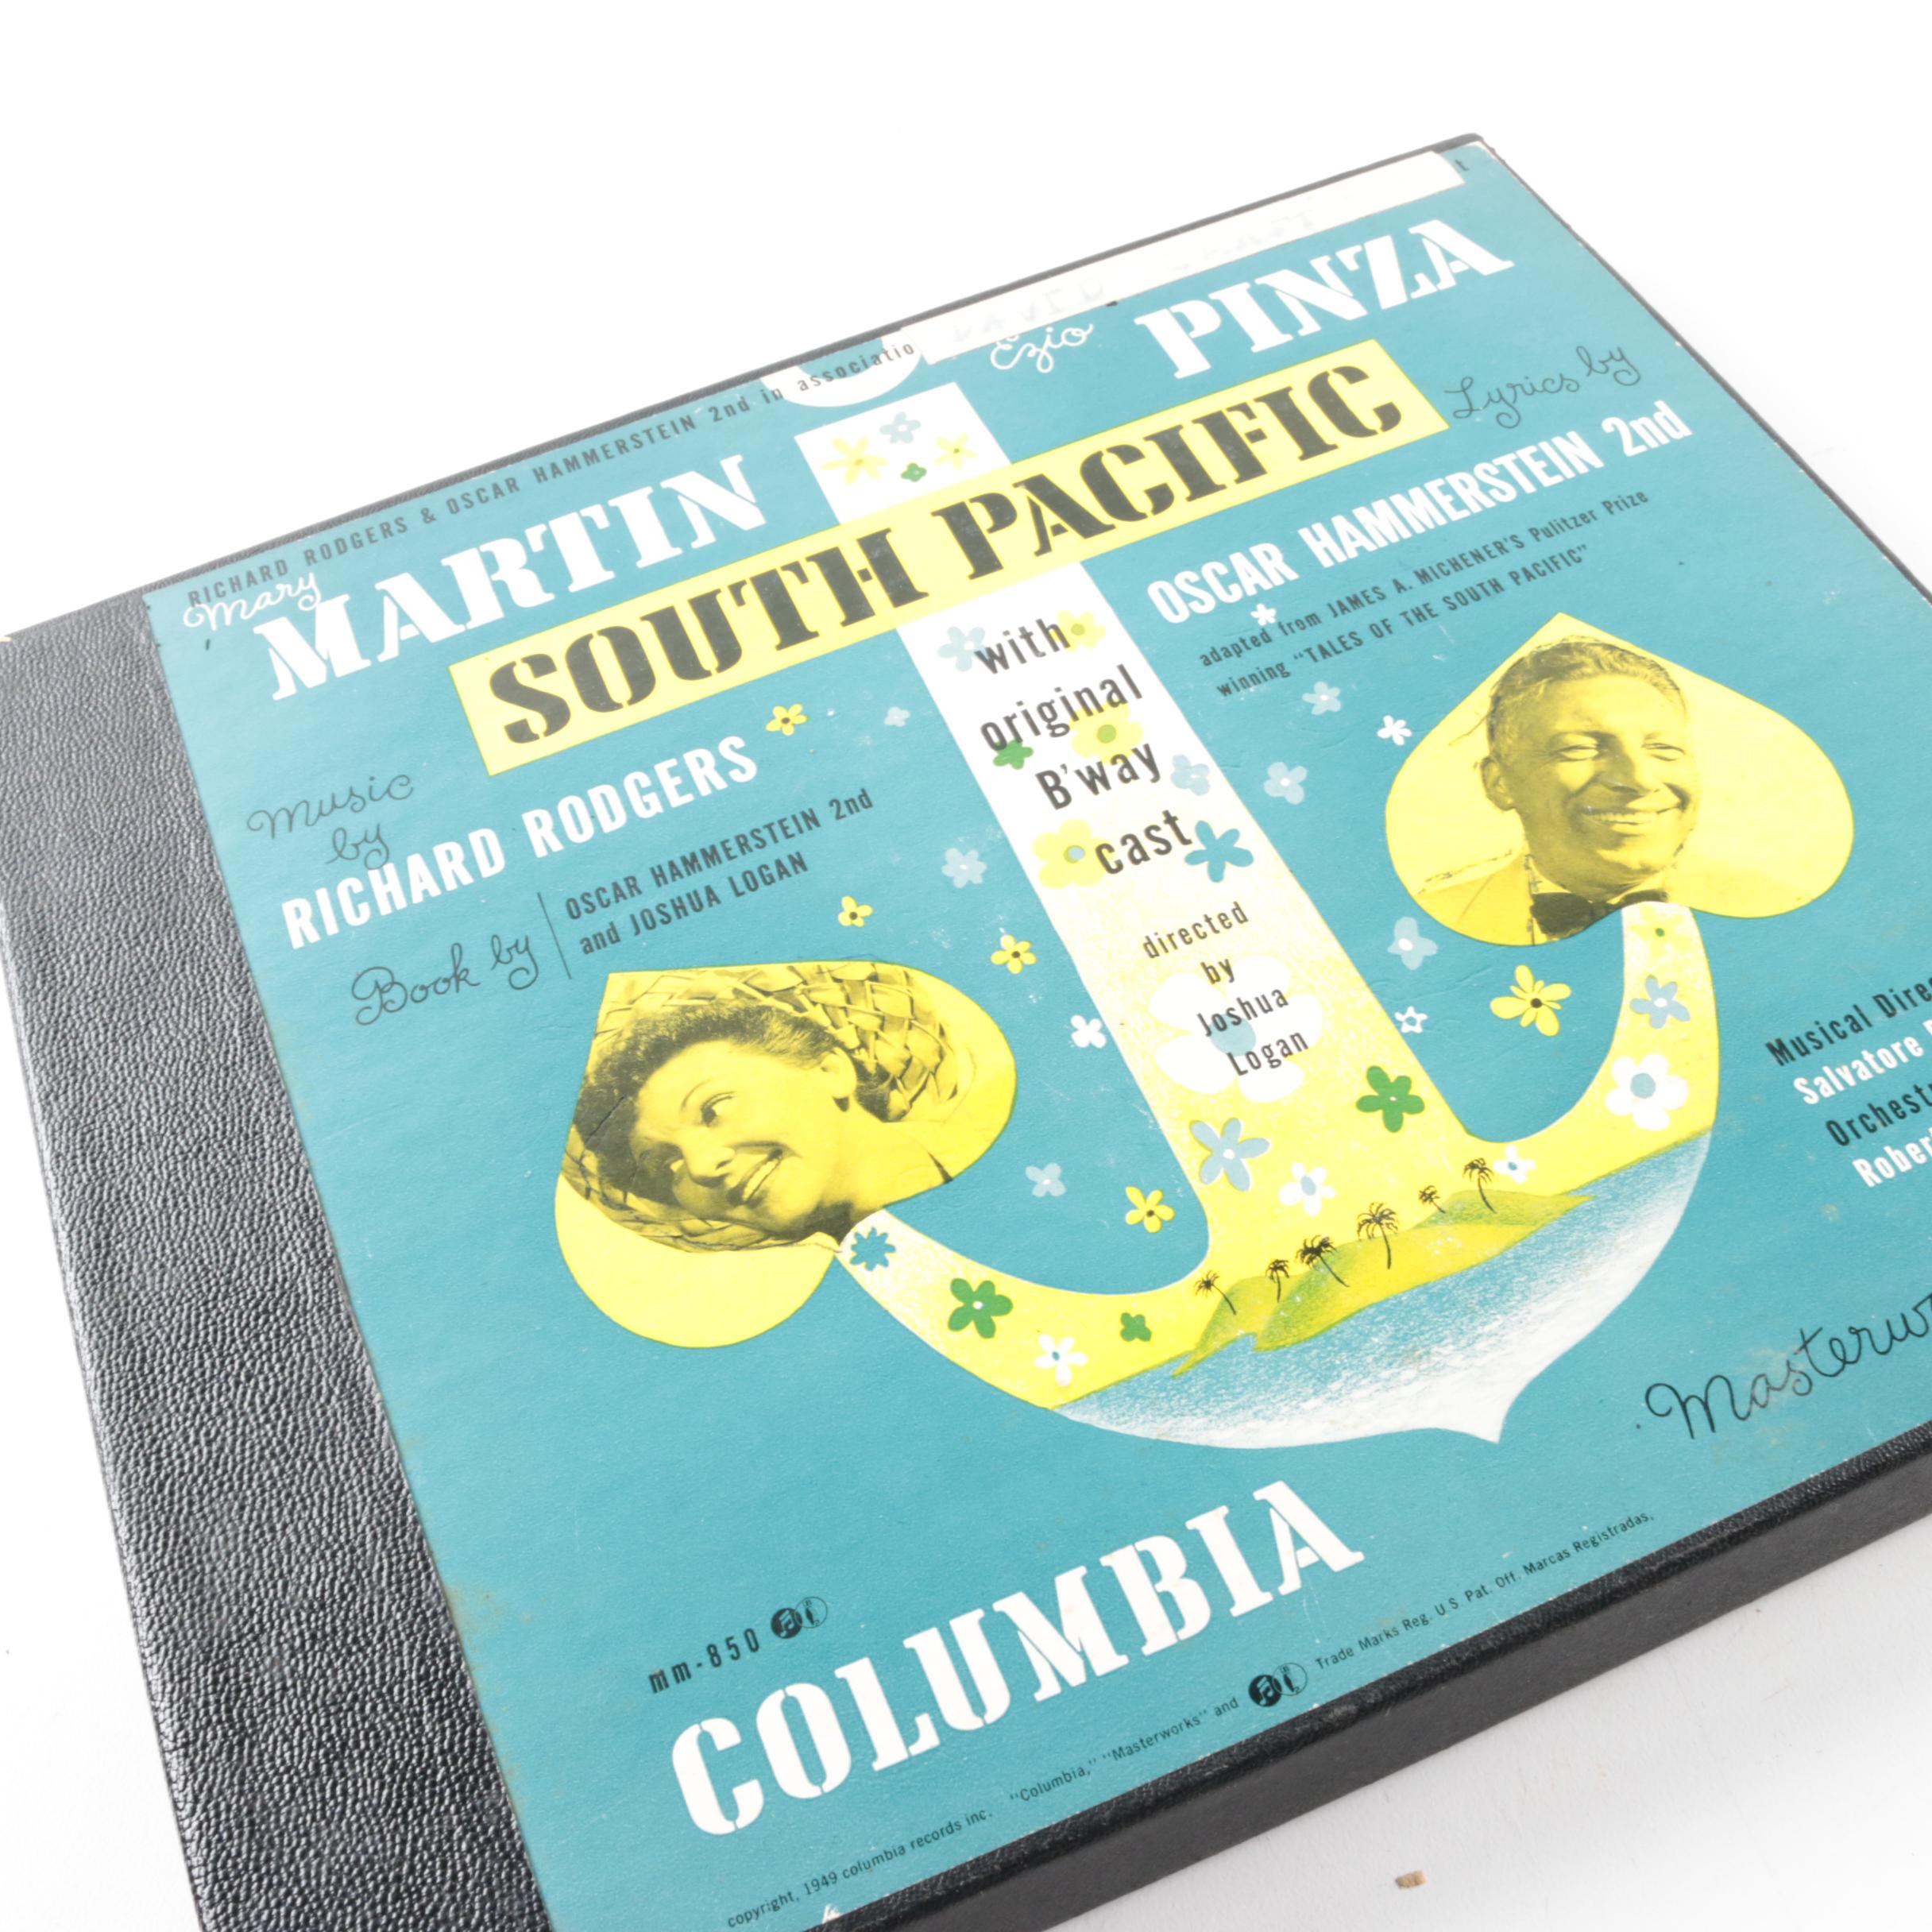 RICHARD RODGERS & OSCAR HAMMERSTEIN 2nd in associatio
t
Mary
MARTIN
Ezio
PINZA
SOUTH PACIFIC
Music
by
RICHARD RODGERS
Book by
OSCAR HAMMERSTEIN 2nd
and JOSHUA LOGAN
Lyrics by
OSCAR HAMMERSTEIN 2nd
adapted from JAMES A. MICHENER'S Pulitzer Prize
winning "TALES OF THE SOUTH PACIFIC"
with
original
B'way
cast
directed
by
Joshua
Logan
Musical Direc
Salvatore
Orchest
Rober
Masterw
mm-850
COLUMBIA
copyright, 1949 columbia records inc. "Columbia," "Masterworks" and Trade Marks Reg. U S. Pat. Off. Marcas Registradas.